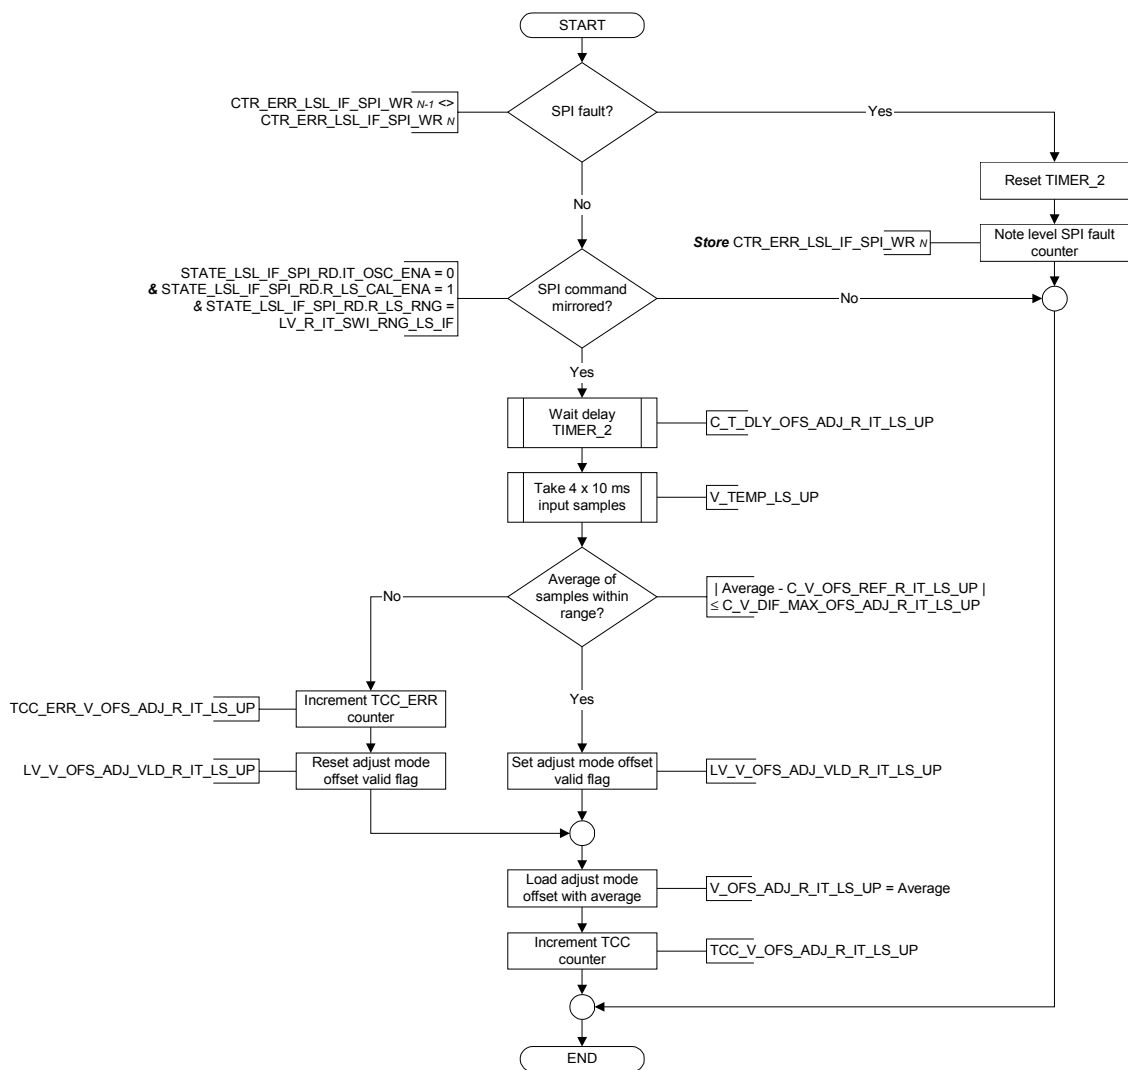 START
CTR_ERR_LSL_IF_SPI_WR N-1 <>
CTR_ERR_LSL_IF_SPI_WR N
SPI fault?
Yes
Reset TIMER_2
No
Store CTR_ERR_LSL_IF_SPI_WR N
Note level SPI fault
counter
STATE_LSL_IF_SPI_RD.IT_OSC_ENA = 0
& STATE_LSL_IF_SPI_RD.R_LS_CAL_ENA = 1
& STATE_LSL_IF_SPI_RD.R_LS_RNG =
LV_R_IT_SWI_RNG_LS_IF
SPI command
mirrored?
No
Yes
Wait delay
TIMER_2
C_T_DLY_OFS_ADJ_R_IT_LS_UP
Take 4 x 10 ms
input samples
V_TEMP_LS_UP
Average of
samples within
range?
| Average - C_V_OFS_REF_R_IT_LS_UP |
≤ C_V_DIF_MAX_OFS_ADJ_R_IT_LS_UP
No
Yes
TCC_ERR_V_OFS_ADJ_R_IT_LS_UP
Increment TCC_ERR
counter
LV_V_OFS_ADJ_VLD_R_IT_LS_UP
Reset adjust mode
offset valid flag
Set adjust mode offset
valid flag
LV_V_OFS_ADJ_VLD_R_IT_LS_UP
Load adjust mode
offset with average
V_OFS_ADJ_R_IT_LS_UP = Average
Increment TCC
counter
TCC_V_OFS_ADJ_R_IT_LS_UP
END